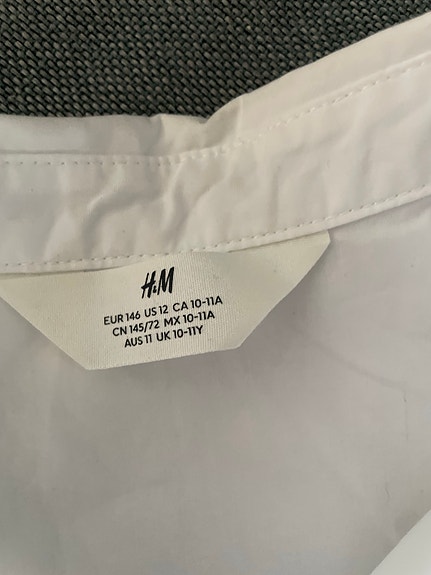 H&M
EUR 146 US 12 CA 10-11A
CN 145/72 MX 10-11A
AUS 11 UK 10-11Y